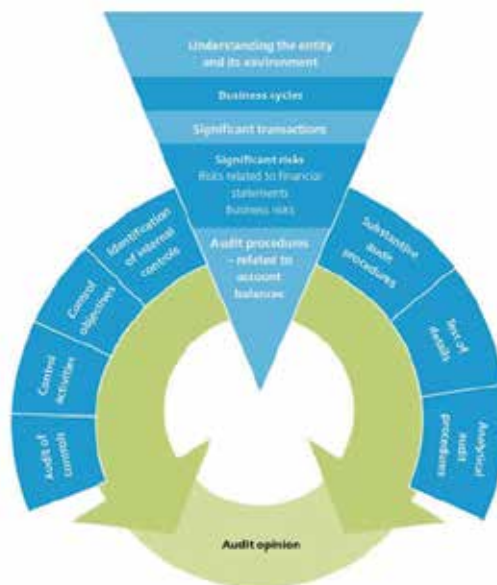 Understanding the entity
and its environment
Business cycles
Significant transactions
Significant risks
Risks related to financial
statements
Business risks
Audit procedures
– related to
account
balances
Identification
of internal
controls
Control
objectives
Control
activities
Audit of
controls
Substantive
audit
procedures
Test of
details
Analytical
Audit
procedures
Audit opinion